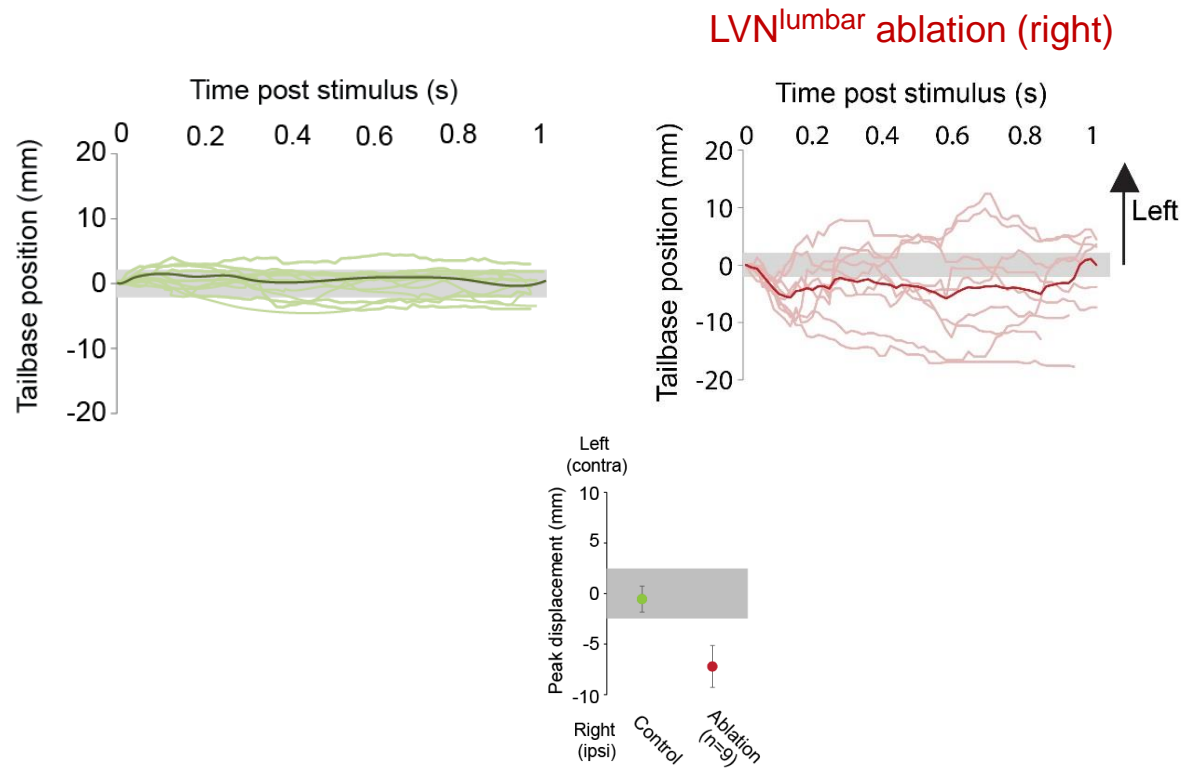 LVNlumbar ablation (right)
Time post stimulus (s)
0 0.2 0.4 0.6 0.8 1
Tailbase position (mm)
20
10
0
-10
-20
Time post stimulus (s)
0 0.2 0.4 0.6 0.8 1
Tailbase position (mm)
20
10
0
-10
-20
Left
Left
(contra)
Peak displacement (mm)
10
5
0
-5
-10
Right
(ipsi)
Control
Ablation
(n=9)